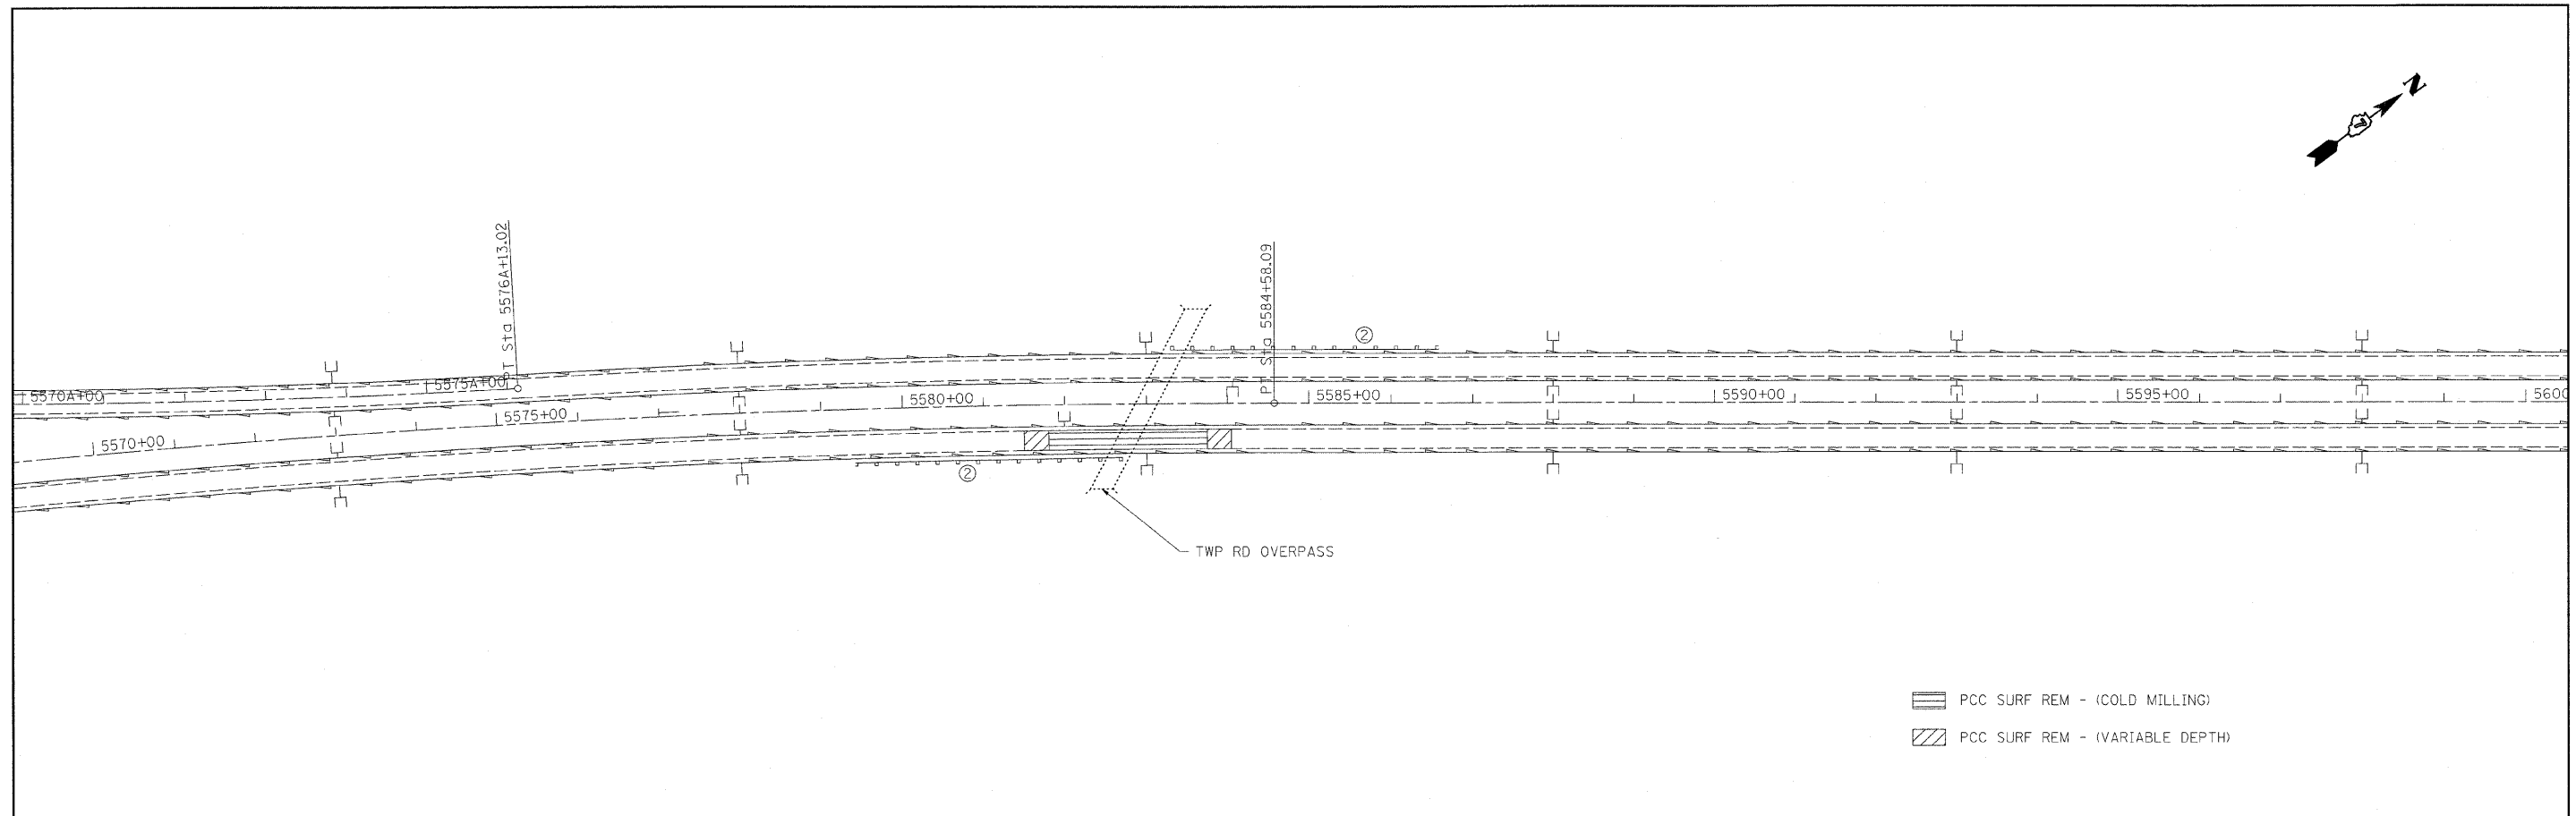 N
PT Sta 5576A+13.02
PT Sta 5584+58.09
②
5570A+00
5575A+00
5570+00
5575+00
5580+00
5585+00
5590+00
5595+00
5600
②
TWP RD OVERPASS
PCC SURF REM - (COLD MILLING)
PCC SURF REM - (VARIABLE DEPTH)